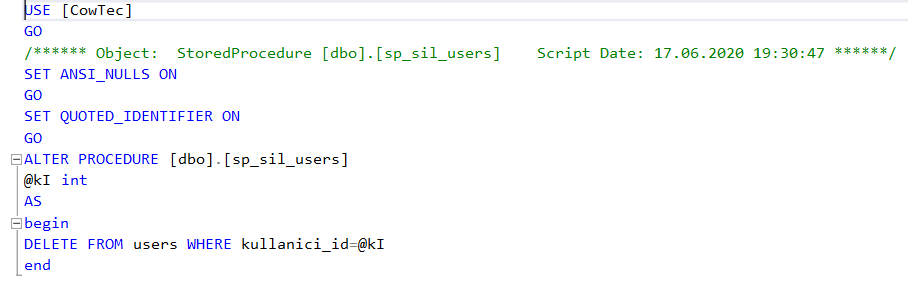 USE [CowTec]
GO
/****** Object:  StoredProcedure [dbo].[sp_sil_users]    Script Date: 17.06.2020 19:30:47 ******/
SET ANSI_NULLS ON
GO
SET QUOTED_IDENTIFIER ON
GO
ALTER PROCEDURE [dbo].[sp_sil_users]
@kI int
AS
begin
DELETE FROM users WHERE kullanici_id=@kI
end